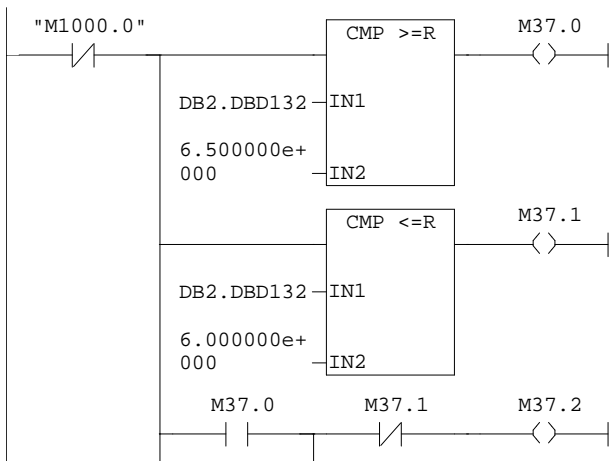 "M1000.0"
CMP >=R
M37.0
DB2.DBD132
IN1
6.500000e+
000
IN2
CMP <=R
M37.1
DB2.DBD132
IN1
6.000000e+
000
IN2
M37.0
M37.1
M37.2